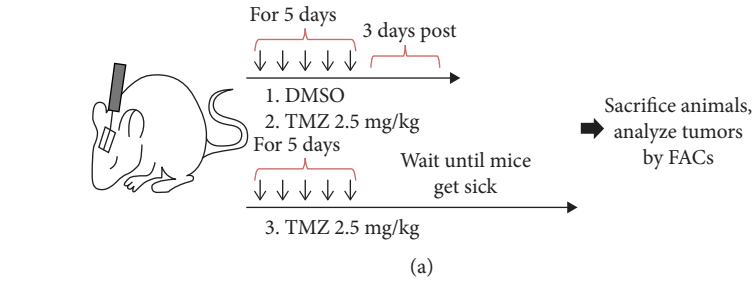 For 5 days
3 days post
1. DMSO
2. TMZ 2.5 mg/kg
For 5 days
Wait until mice
get sick
3. TMZ 2.5 mg/kg
Sacrifice animals,
analyze tumors
by FACs
(a)